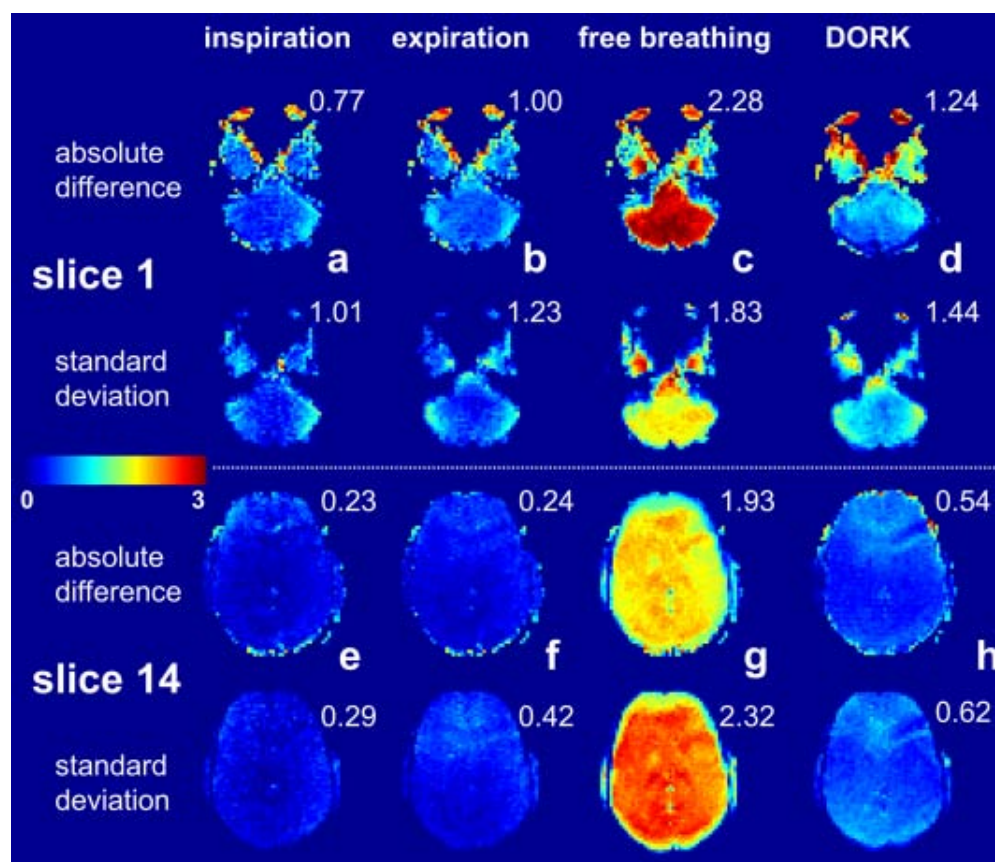 inspiration expiration free breathing DORK
0.77 1.00 2.28 1.24
absolute
difference
a b c d
slice 1
1.01 1.23 1.83 1.44
standard
deviation
0 3
0.23 0.24 1.93 0.54
absolute
difference
e f g h
slice 14
0.29 0.42 2.32 0.62
standard
deviation